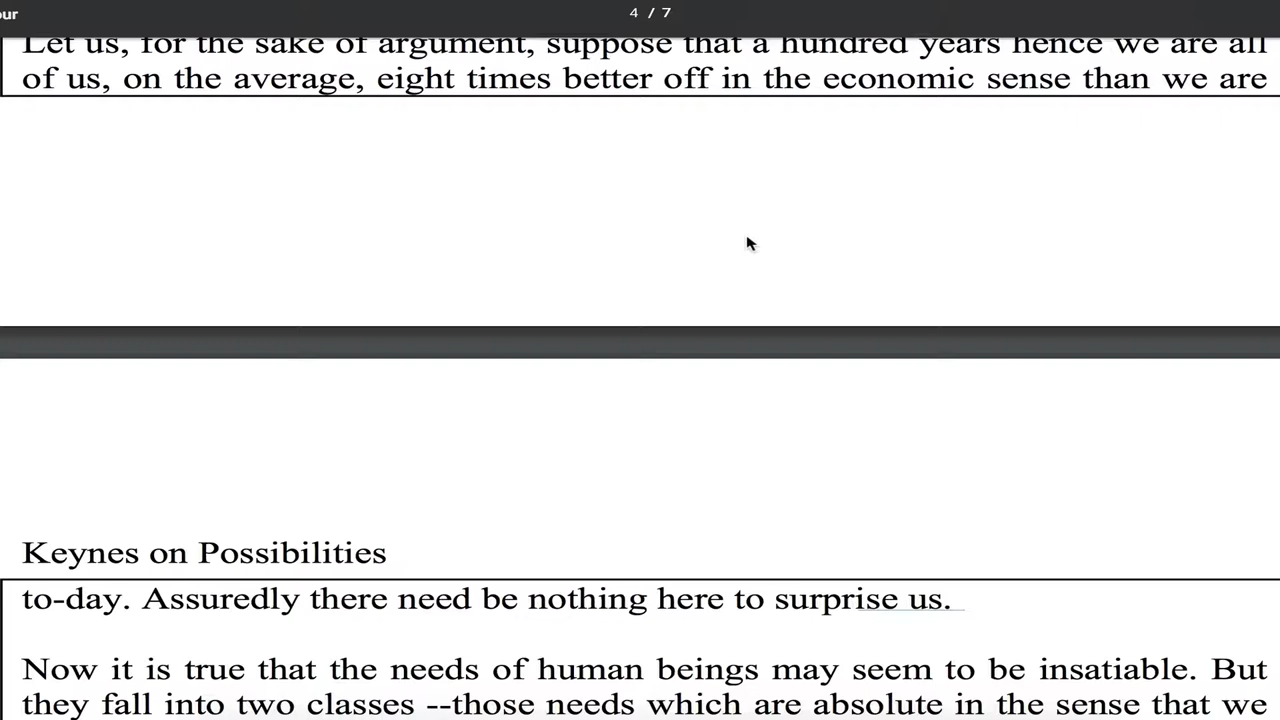 our
4 / 7
Let us, for the sake of argument, suppose that a hundred years hence we are all
of us, on the average, eight times better off in the economic sense than we are
Keynes on Possibilities
to-day. Assuredly there need be nothing here to surprise us.
Now it is true that the needs of human beings may seem to be insatiable. But
they fall into two classes --those needs which are absolute in the sense that we